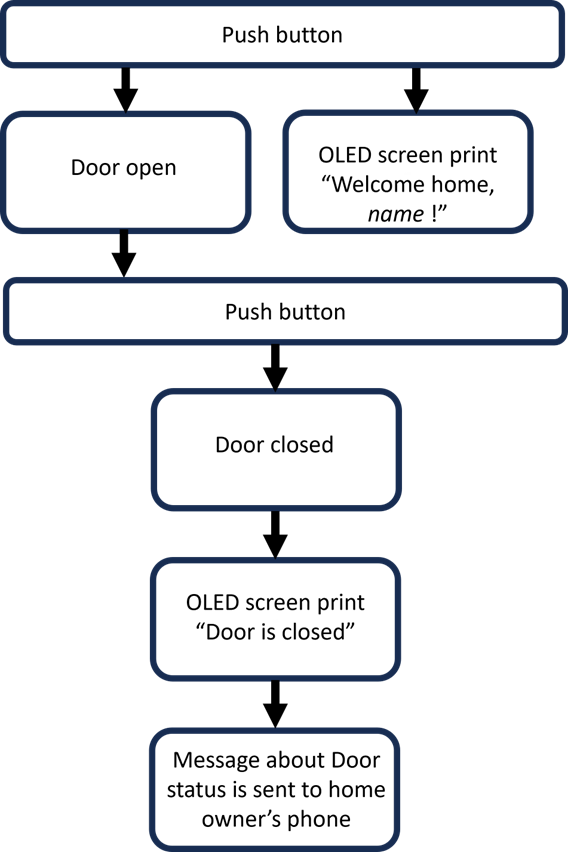 Push button
Door open
OLED screen print
“Welcome home,
name !”
Push button
Door closed
OLED screen print
“Door is closed”
Message about Door
status is sent to home
owner’s phone